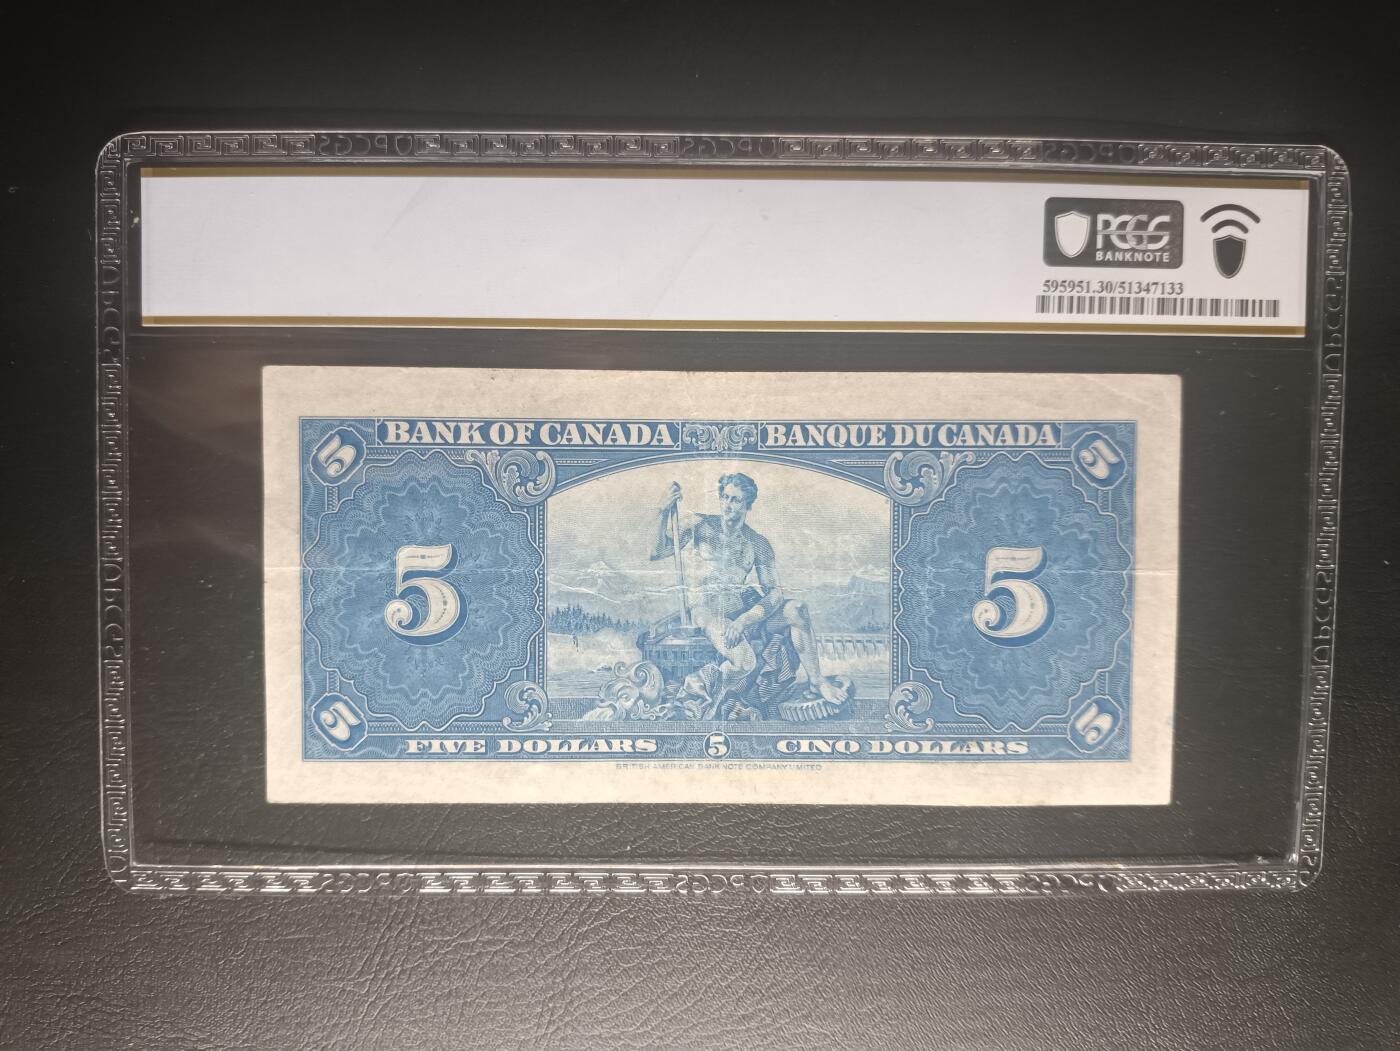 PCGS
BANKNOTE
595951.30/51347133
BANK OF CANADA BANQUE DU CANADA
5 5
5 5
5 5
FIVE DOLLARS 5 CINQ DOLLARS
BRITISH AMERICAN BANK NOTE COMPANY LIMITED